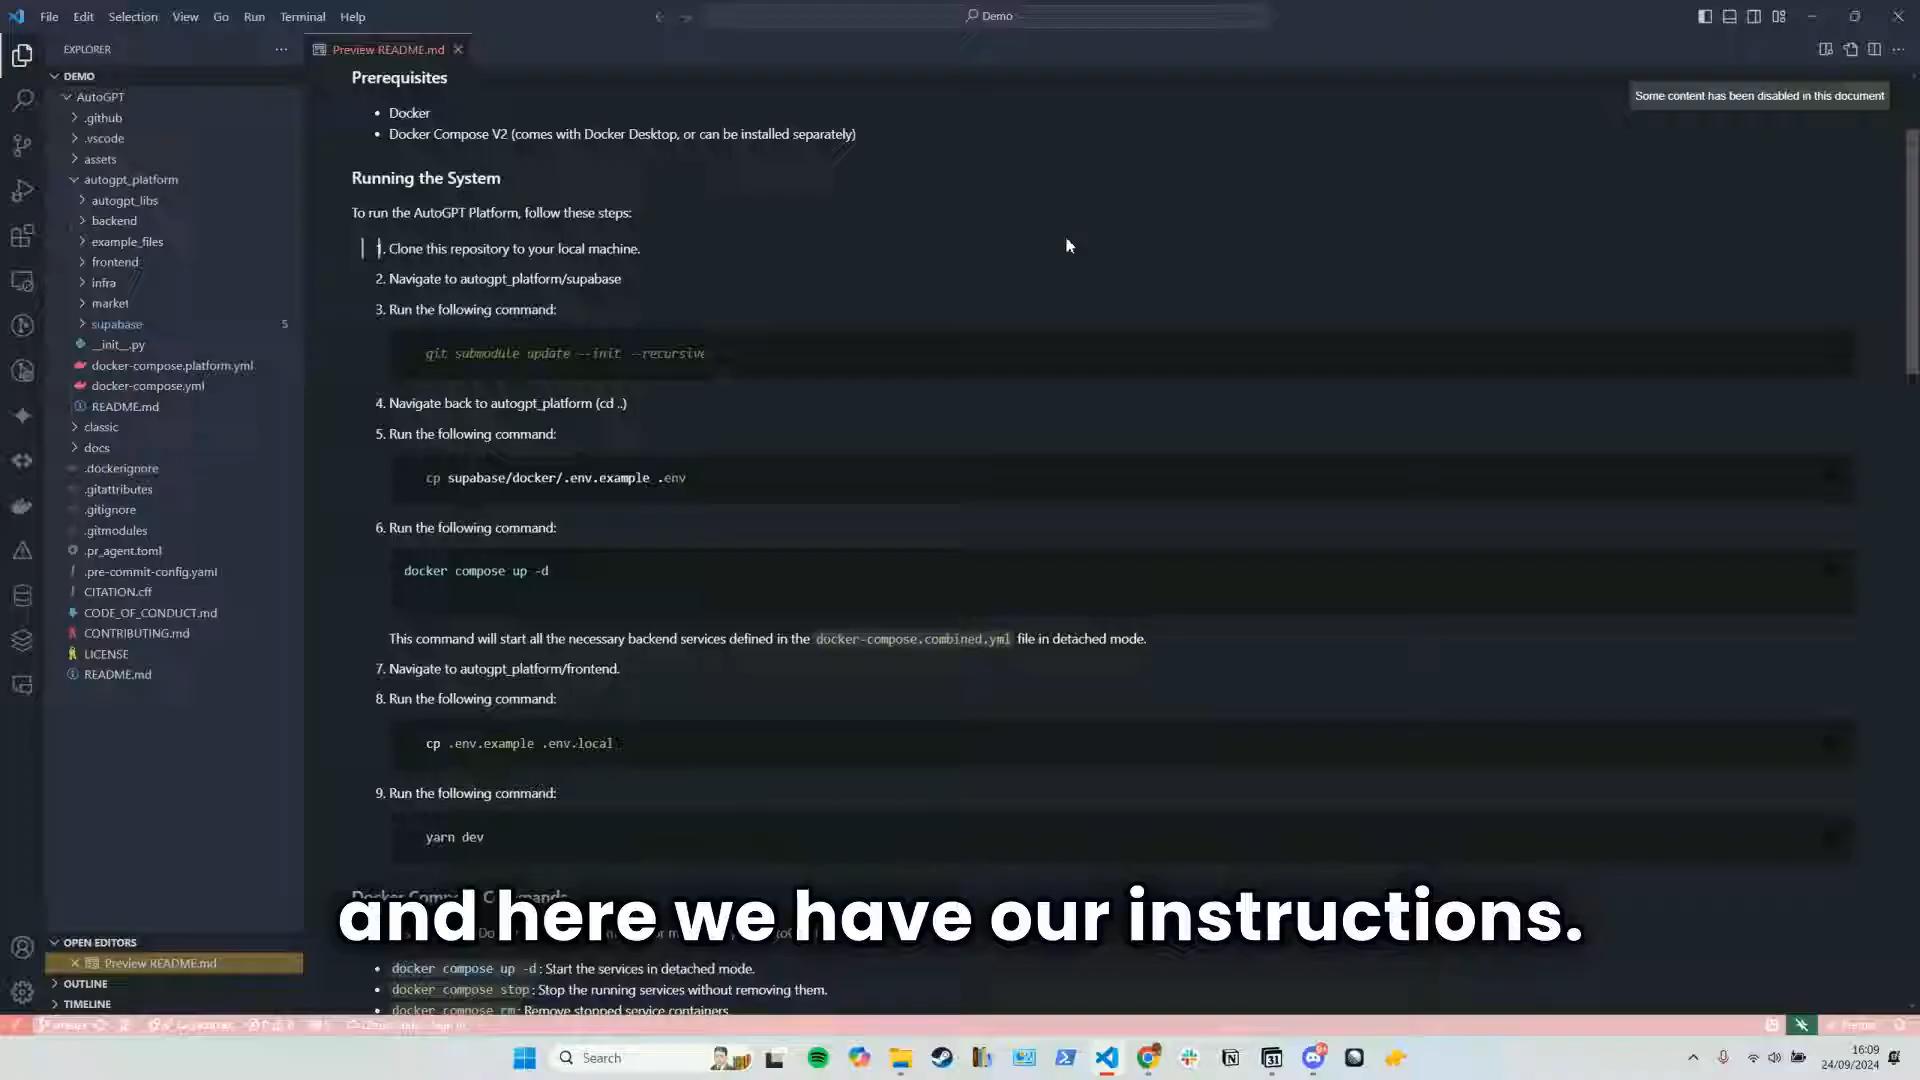 File Edit Selection View Go Run Terminal Help
Demo
EXPLORER
Preview README.md
DEMO
AutoGPT
.github
.vscode
assets
autogpt_platform
autogpt_libs
backend
example_files
frontend
infra
market
supabase 5
__init__.py
docker-compose.platform.yml
docker-compose.yml
README.md
classic
docs
.dockerignore
.gitattributes
.gitignore
.gitmodules
.pr_agent.toml
.pre-commit-config.yaml
CITATION.cff
CODE_OF_CONDUCT.md
CONTRIBUTING.md
LICENSE
README.md
OPEN EDITORS
Preview README.md
OUTLINE
TIMELINE
Some content has been disabled in this document
Prerequisites
• Docker
• Docker Compose V2 (comes with Docker Desktop, or can be installed separately)
Running the System
To run the AutoGPT Platform, follow these steps:
1. Clone this repository to your local machine.
2. Navigate to autogpt_platform/supabase
3. Run the following command:
git submodule update --init --recursive
4. Navigate back to autogpt_platform (cd ..)
5. Run the following command:
cp supabase/docker/.env.example .env
6. Run the following command:
docker compose up -d
This command will start all the necessary backend services defined in the docker-compose.combined.yml file in detached mode.
7. Navigate to autogpt_platform/frontend.
8. Run the following command:
cp .env.example .env.local
9. Run the following command:
yarn dev
and here we have our instructions.
• docker compose up -d: Start the services in detached mode.
• docker compose stop: Stop the running services without removing them.
• docker compose rm: Remove stopped service containers
Search
16:09
24/09/2024